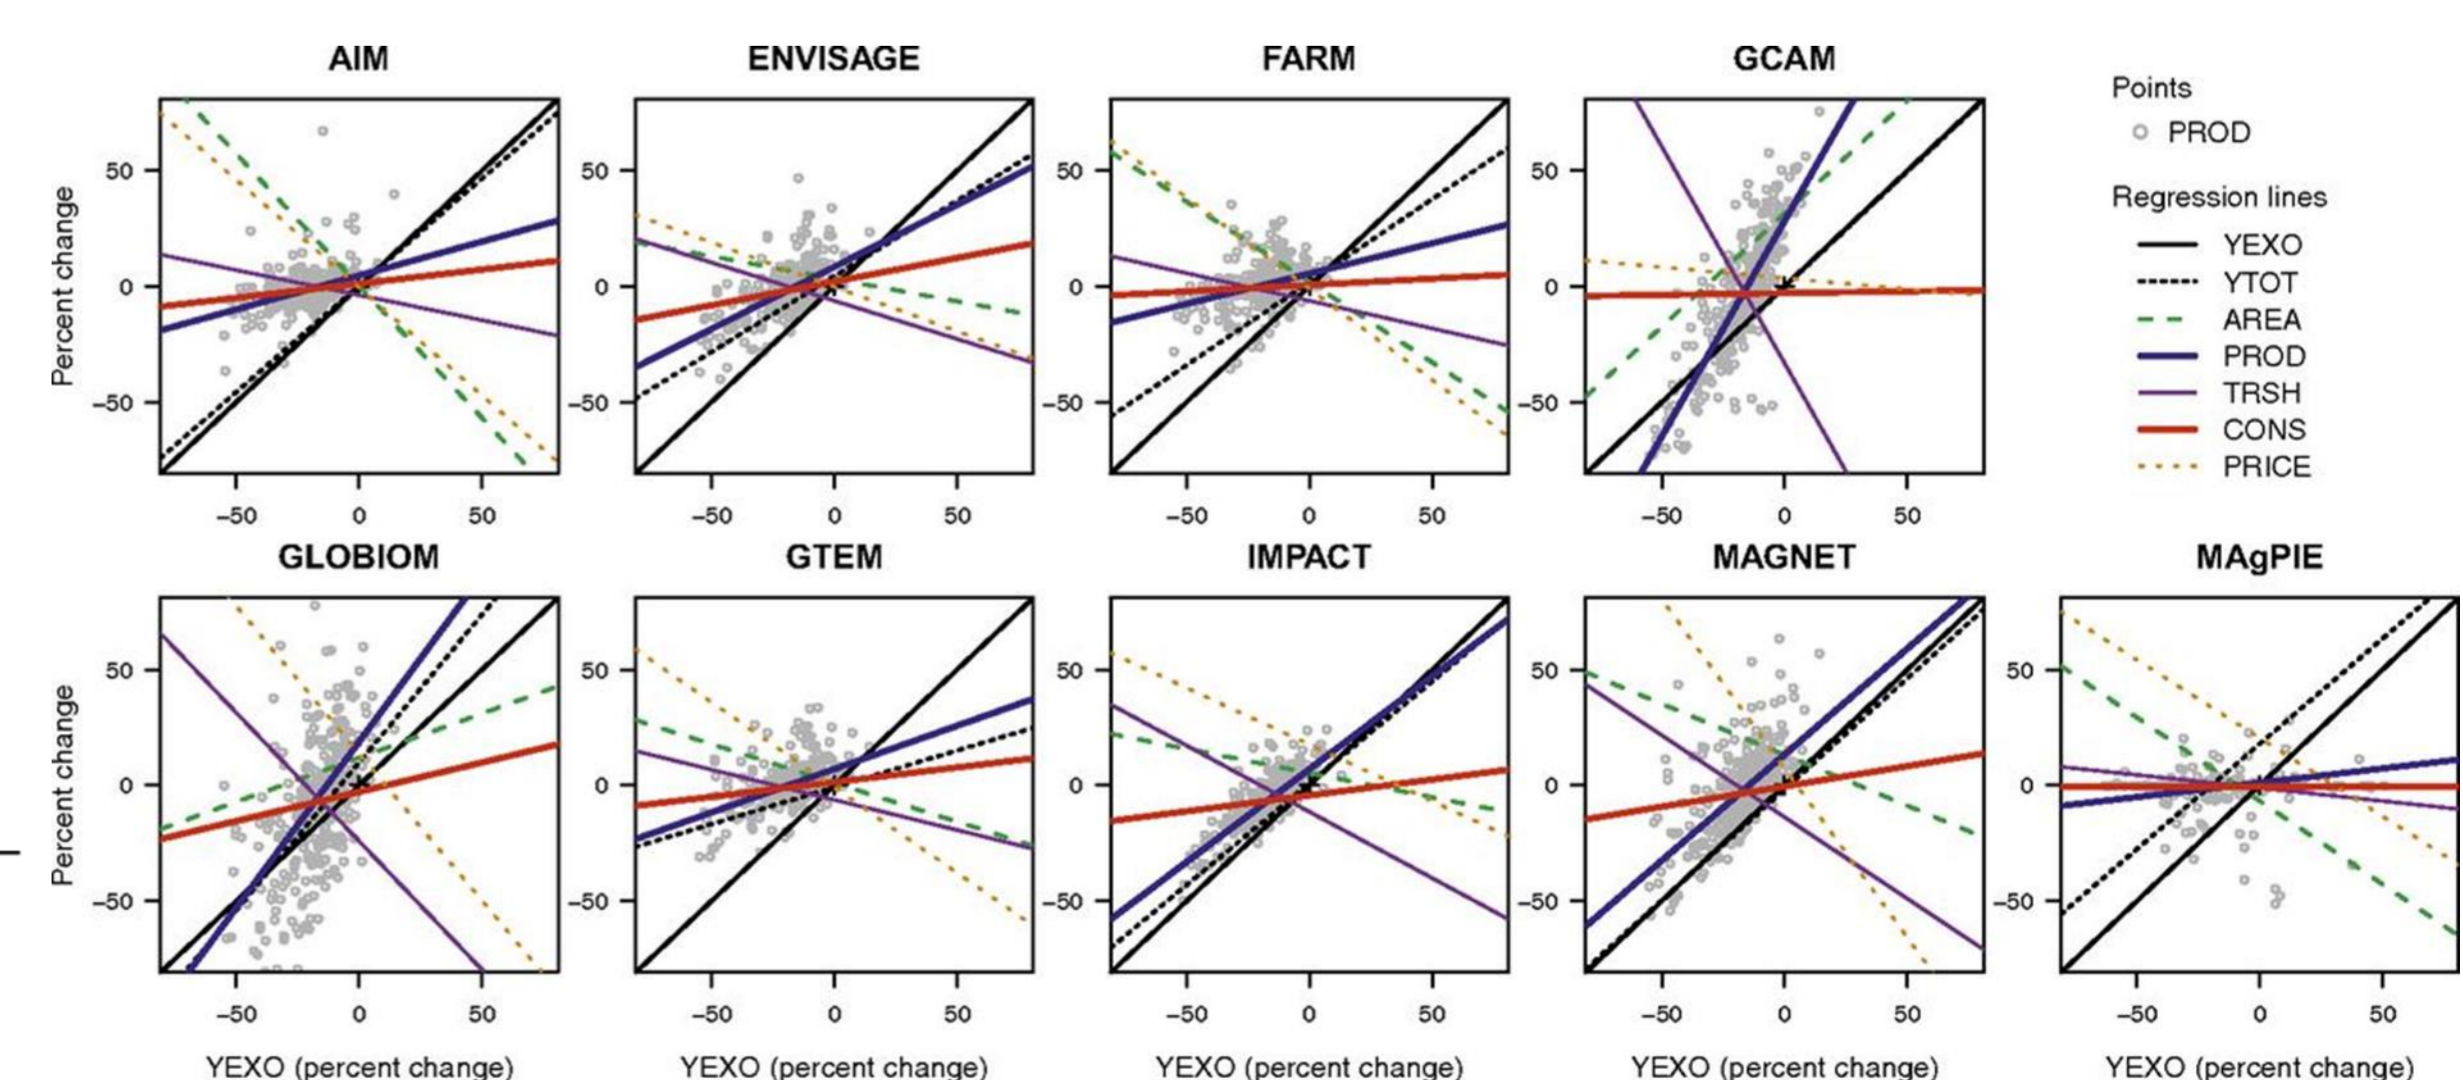 AIM
ENVISAGE
FARM
GCAM
Percent change
50
0
−50
−50
0
50
50
0
−50
−50
0
50
50
0
−50
−50
0
50
50
0
−50
−50
0
50
Points
PROD
Regression lines
YEXO
YTOT
AREA
PROD
TRSH
CONS
PRICE
GLOBIOM
GTEM
IMPACT
MAGNET
MAgPIE
Percent change
50
0
−50
−50
0
50
YEXO (percent change)
50
0
−50
−50
0
50
YEXO (percent change)
50
0
−50
−50
0
50
YEXO (percent change)
50
0
−50
−50
0
50
YEXO (percent change)
50
0
−50
−50
0
50
YEXO (percent change)